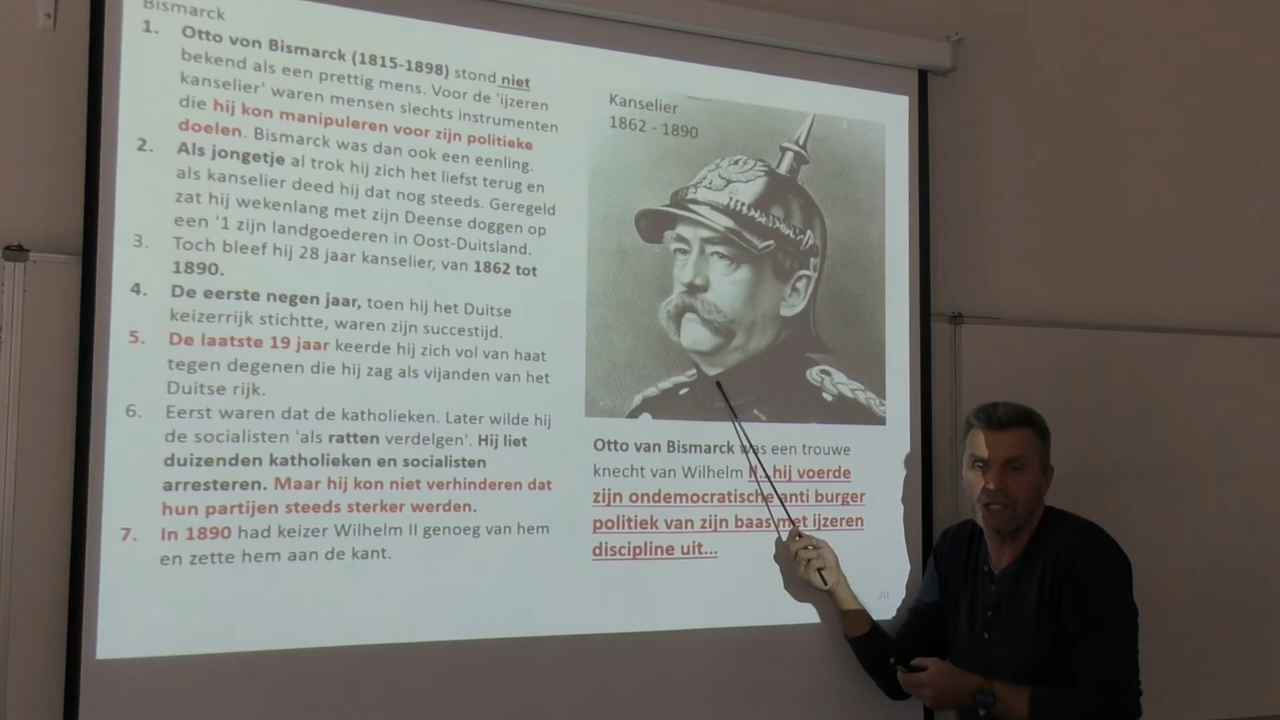 Bismarck
1. Otto von Bismarck (1815-1898) stond niet
bekend als een prettig mens. Voor de 'ijzeren
kanselier' waren mensen slechts instrumenten
die hij kon manipuleren voor zijn politieke
doelen. Bismarck was dan ook een eenling.
2. Als jongetje al trok hij zich het liefst terug en
als kanselier deed hij dat nog steeds. Geregeld
zat hij wekenlang met zijn Deense doggen op
een '1 zijn landgoederen in Oost-Duitsland.
3. Toch bleef hij 28 jaar kanselier, van 1862 tot
1890.
4. De eerste negen jaar, toen hij het Duitse
keizerrijk stichtte, waren zijn succestijd.
5. De laatste 19 jaar keerde hij zich vol van haat
tegen degenen die hij zag als vijanden van het
Duitse rijk.
6. Eerst waren dat de katholieken. Later wilde hij
de socialisten 'als ratten verdelgen'. Hij liet
duizenden katholieken en socialisten
arresteren. Maar hij kon niet verhinderen dat
hun partijen steeds sterker werden.
7. In 1890 had keizer Wilhelm II genoeg van hem
en zette hem aan de kant.
Kanselier
1862 - 1890
Otto van Bismarck was een trouwe
knecht van Wilhelm II.. hij voerde
zijn ondemocratische anti burger
politiek van zijn baas met ijzeren
discipline uit...
20